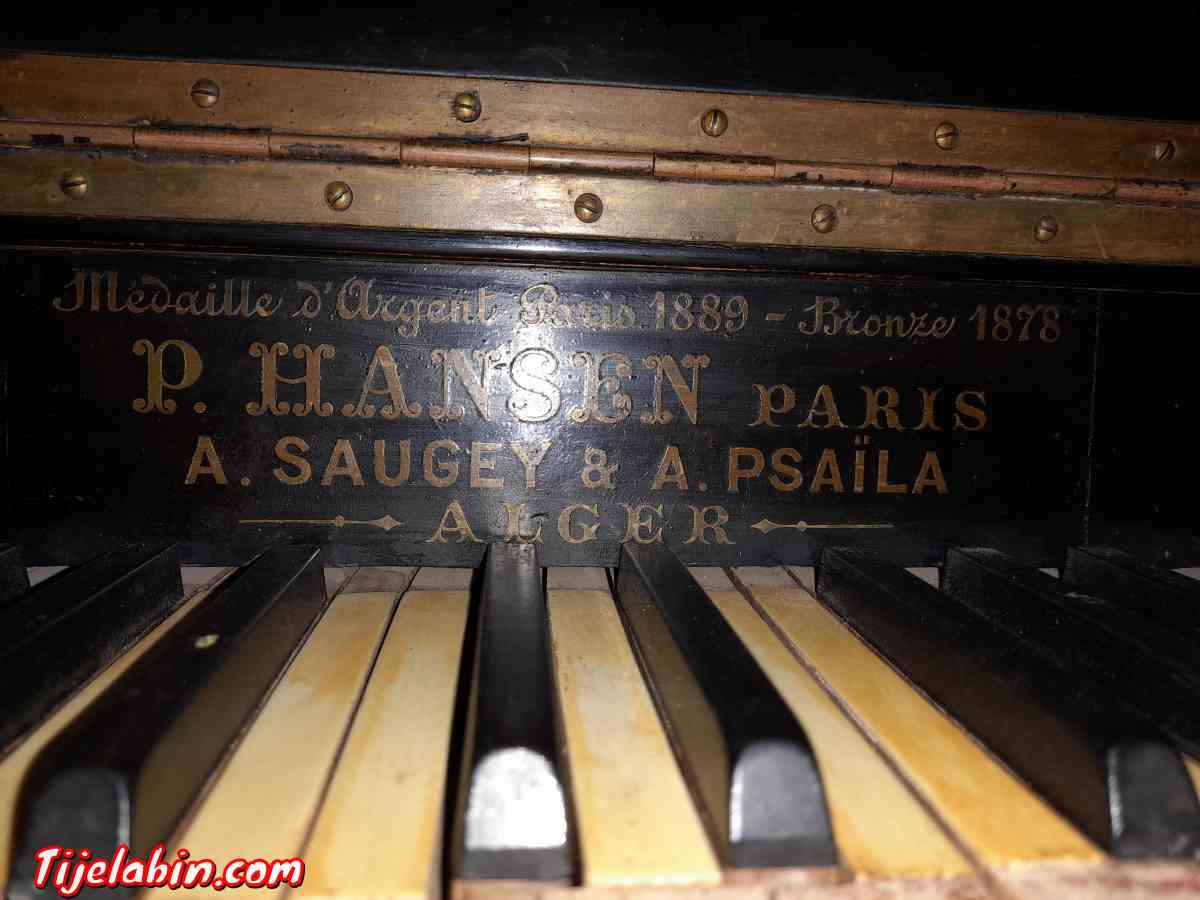 Médaille d'Argent Paris 1889 - Bronze 1878
P. HANSEN PARIS
A. SAUGEY & A. PSAÏLA
ALGER
Tijelabin.com